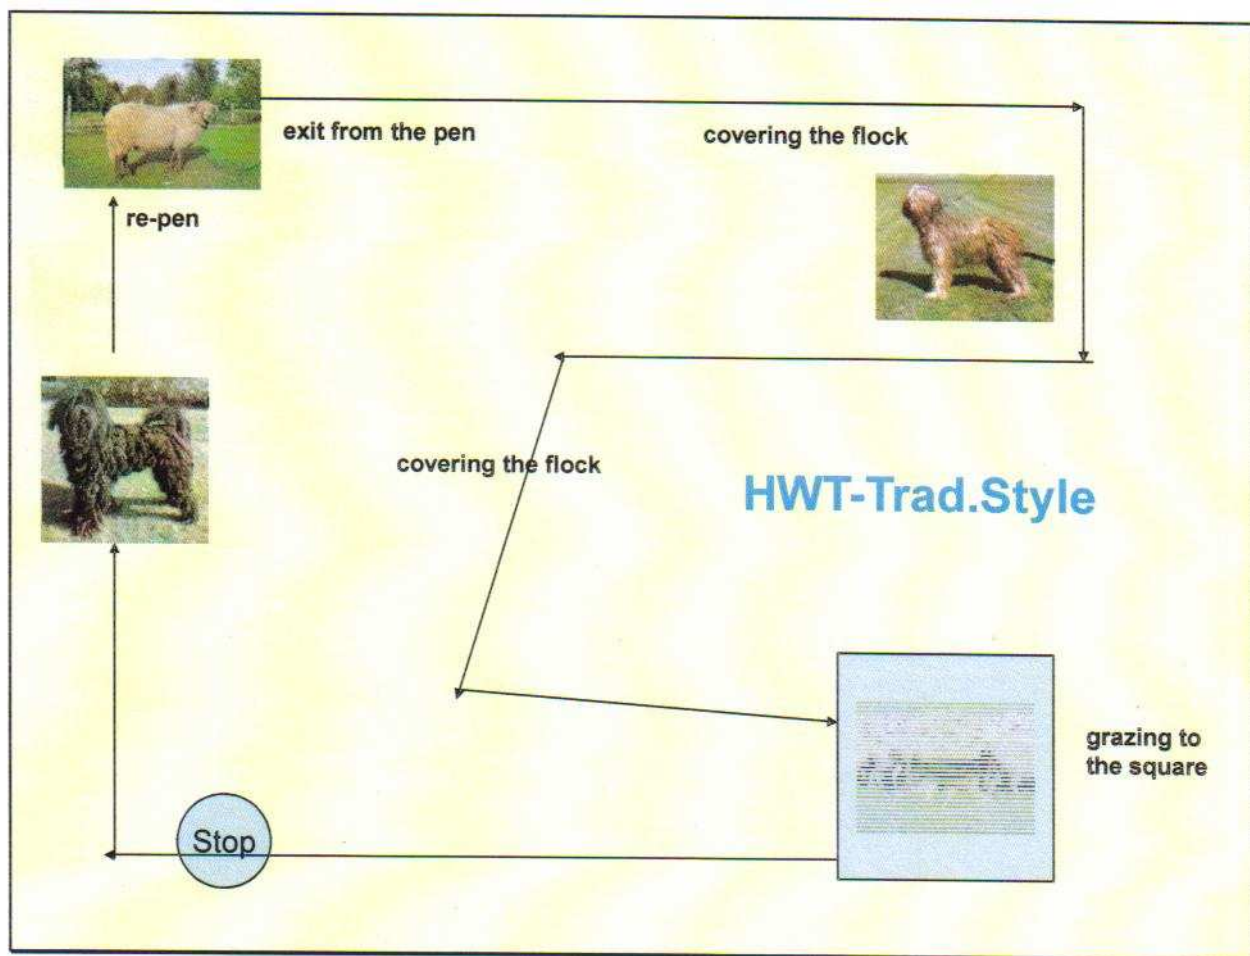 exit from the pen
covering the flock
re-pen
covering the flock
HWT-Trad.Style
grazing to
the square
Stop